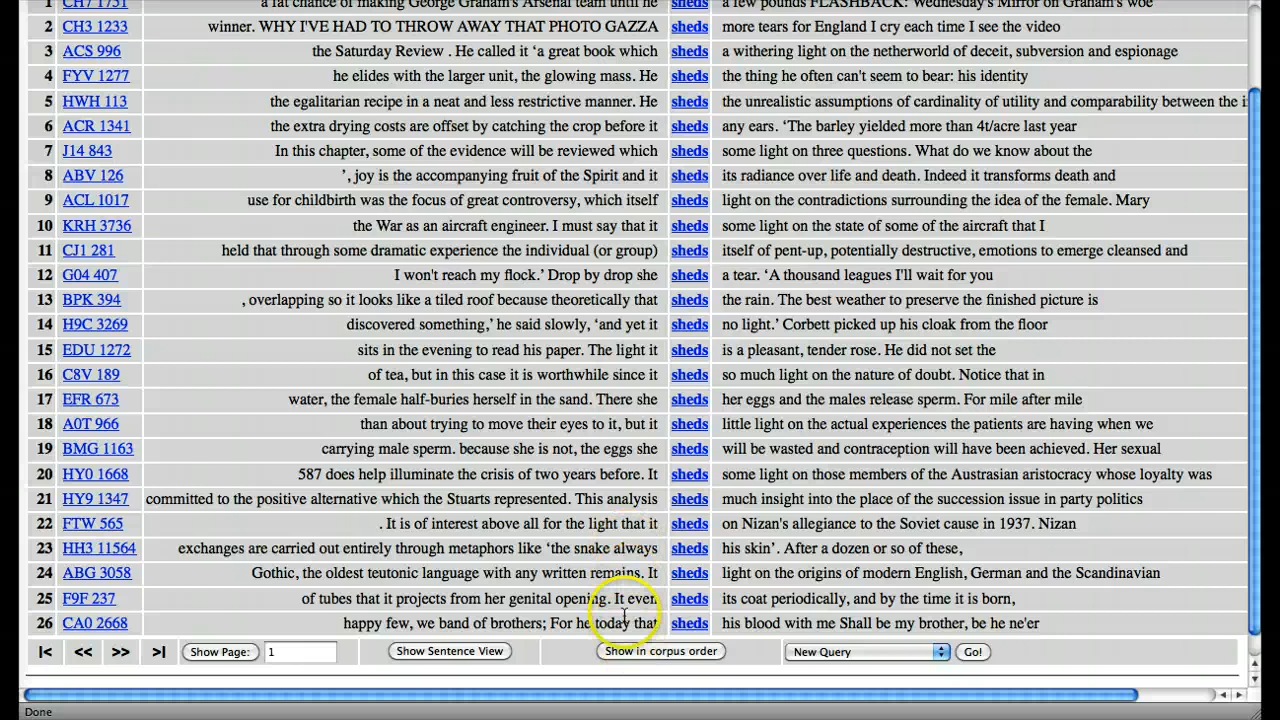 1 CH7 1751 a fat chance of making George Graham's Arsenal team until he sheds a few pounds FLASHBACK: Wednesday's Mirror on Graham's woe
2 CH3 1233 winner. WHY I'VE HAD TO THROW AWAY THAT PHOTO GAZZA sheds more tears for England I cry each time I see the video
3 ACS 996 the Saturday Review . He called it ‘a great book which sheds a withering light on the netherworld of deceit, subversion and espionage
4 FYV 1277 he elides with the larger unit, the glowing mass. He sheds the thing he often can't seem to bear: his identity
5 HWH 113 the egalitarian recipe in a neat and less restrictive manner. He sheds the unrealistic assumptions of cardinality of utility and comparability between the i
6 ACR 1341 the extra drying costs are offset by catching the crop before it sheds any ears. ‘The barley yielded more than 4t/acre last year
7 J14 843 In this chapter, some of the evidence will be reviewed which sheds some light on three questions. What do we know about the
8 ABV 126 ’, joy is the accompanying fruit of the Spirit and it sheds its radiance over life and death. Indeed it transforms death and
9 ACL 1017 use for childbirth was the focus of great controversy, which itself sheds light on the contradictions surrounding the idea of the female. Mary
10 KRH 3736 the War as an aircraft engineer. I must say that it sheds some light on the state of some of the aircraft that I
11 CJ1 281 held that through some dramatic experience the individual (or group) sheds itself of pent-up, potentially destructive, emotions to emerge cleansed and
12 G04 407 I won't reach my flock.’ Drop by drop she sheds a tear. ‘A thousand leagues I'll wait for you
13 BPK 394 , overlapping so it looks like a tiled roof because theoretically that sheds the rain. The best weather to preserve the finished picture is
14 H9C 3269 discovered something,’ he said slowly, ‘and yet it sheds no light.’ Corbett picked up his cloak from the floor
15 EDU 1272 sits in the evening to read his paper. The light it sheds is a pleasant, tender rose. He did not set the
16 C8V 189 of tea, but in this case it is worthwhile since it sheds so much light on the nature of doubt. Notice that in
17 EFR 673 water, the female half-buries herself in the sand. There she sheds her eggs and the males release sperm. For mile after mile
18 A0T 966 than about trying to move their eyes to it, but it sheds little light on the actual experiences the patients are having when we
19 BMG 1163 carrying male sperm. because she is not, the eggs she sheds will be wasted and contraception will have been achieved. Her sexual
20 HY0 1668 587 does help illuminate the crisis of two years before. It sheds some light on those members of the Austrasian aristocracy whose loyalty was
21 HY9 1347 committed to the positive alternative which the Stuarts represented. This analysis sheds much insight into the place of the succession issue in party politics
22 FTW 565 . It is of interest above all for the light that it sheds on Nizan's allegiance to the Soviet cause in 1937. Nizan
23 HH3 11564 exchanges are carried out entirely through metaphors like ‘the snake always sheds his skin’. After a dozen or so of these,
24 ABG 3058 Gothic, the oldest teutonic language with any written remains. It sheds light on the origins of modern English, German and the Scandinavian
25 F9F 237 of tubes that it projects from her genital opening. It even sheds its coat periodically, and by the time it is born,
26 CA0 2668 happy few, we band of brothers; For he today that sheds his blood with me Shall be my brother, be he ne'er
|< << >> >| Show Page: 1 Show Sentence View Show in corpus order New Query Go!
Done